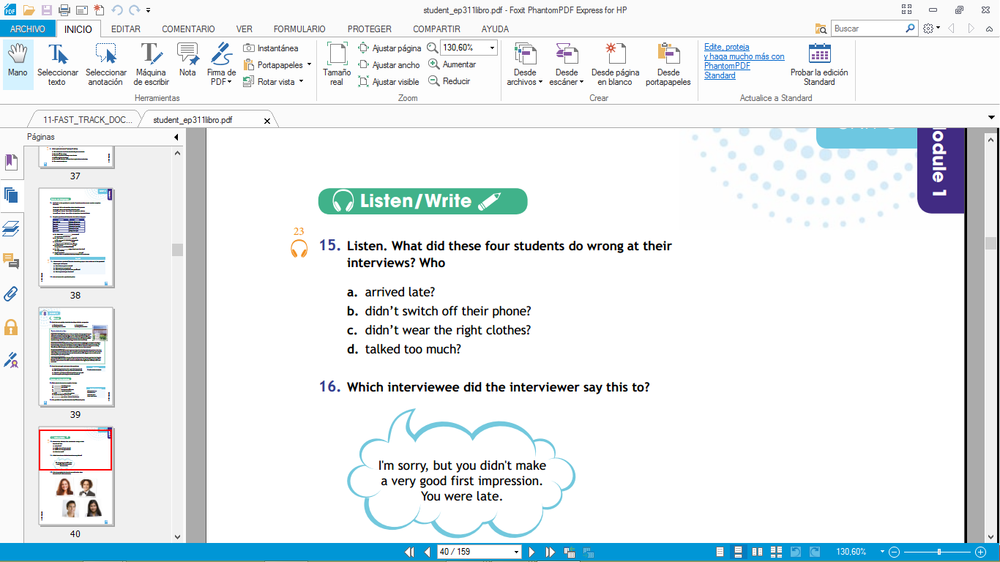 student_ep311libro.pdf - Foxit PhantomPDF Express for HP
ARCHIVO INICIO EDITAR COMENTARIO VER FORMULARIO PROTEGER COMPARTIR AYUDA Buscar
Mano
Seleccionar texto
Seleccionar anotación
Máquina de escribir
Nota
Firma de PDF
Instantánea
Portapapeles
Rotar vista
Herramientas
Tamaño real
Ajustar página
Ajustar ancho
Ajustar visible
130,60%
Aumentar
Reducir
Zoom
Desde archivos
Desde escáner
Desde página en blanco
Desde portapapeles
Crear
Edite, proteja
y haga mucho más con
PhantomPDF
Standard
Probar la edición Standard
Actualice a Standard
11-FAST_TRACK_DOC...
student_ep311libro.pdf
Páginas
37
38
39
40
Module 1
Listen/Write
23
15. Listen. What did these four students do wrong at their
interviews? Who
a. arrived late?
b. didn't switch off their phone?
c. didn't wear the right clothes?
d. talked too much?
16. Which interviewee did the interviewer say this to?
I'm sorry, but you didn't make
a very good first impression.
You were late.
40 / 159
130,60%